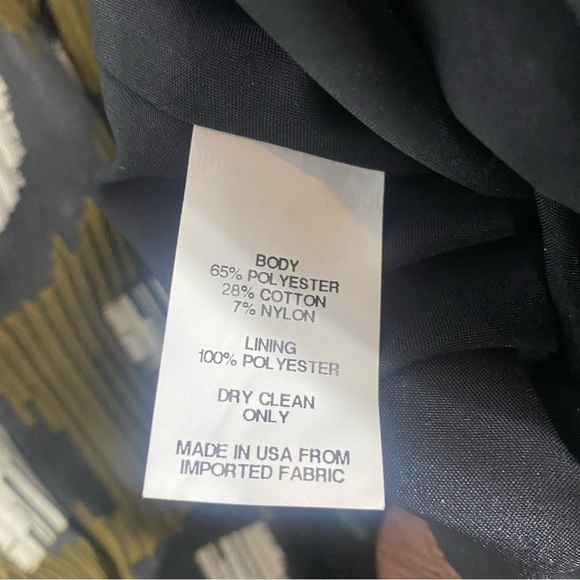 BODY
65% POLYESTER
28% COTTON
7% NYLON
LINING
100% POLYESTER
DRY CLEAN
ONLY
MADE IN USA FROM
IMPORTED FABRIC